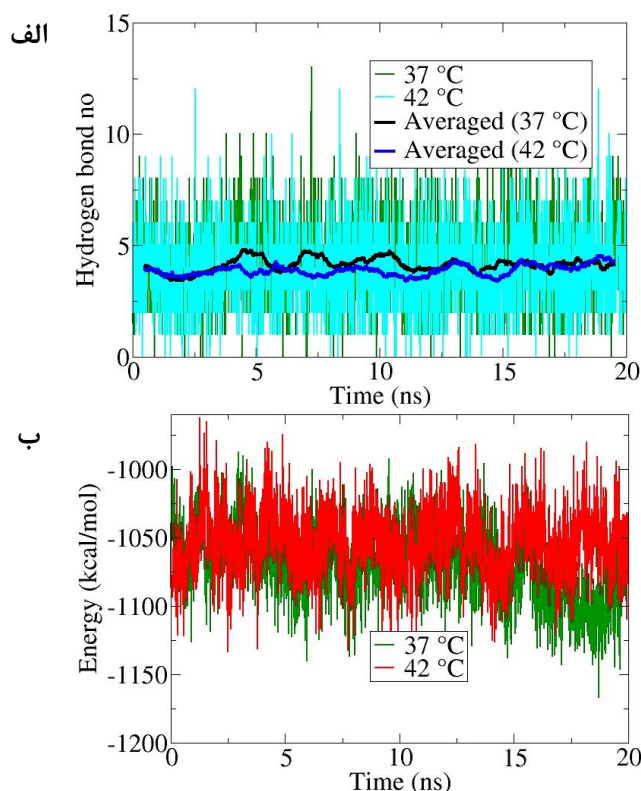 الف
15
10
5
0
Hydrogen bond no
37 °C
42 °C
Averaged (37 °C)
Averaged (42 °C)
0 5 10 15 20
Time (ns)
ب
-1000
-1050
-1100
-1150
-1200
Energy (kcal/mol)
37 °C
42 °C
0 5 10 15 20
Time (ns)